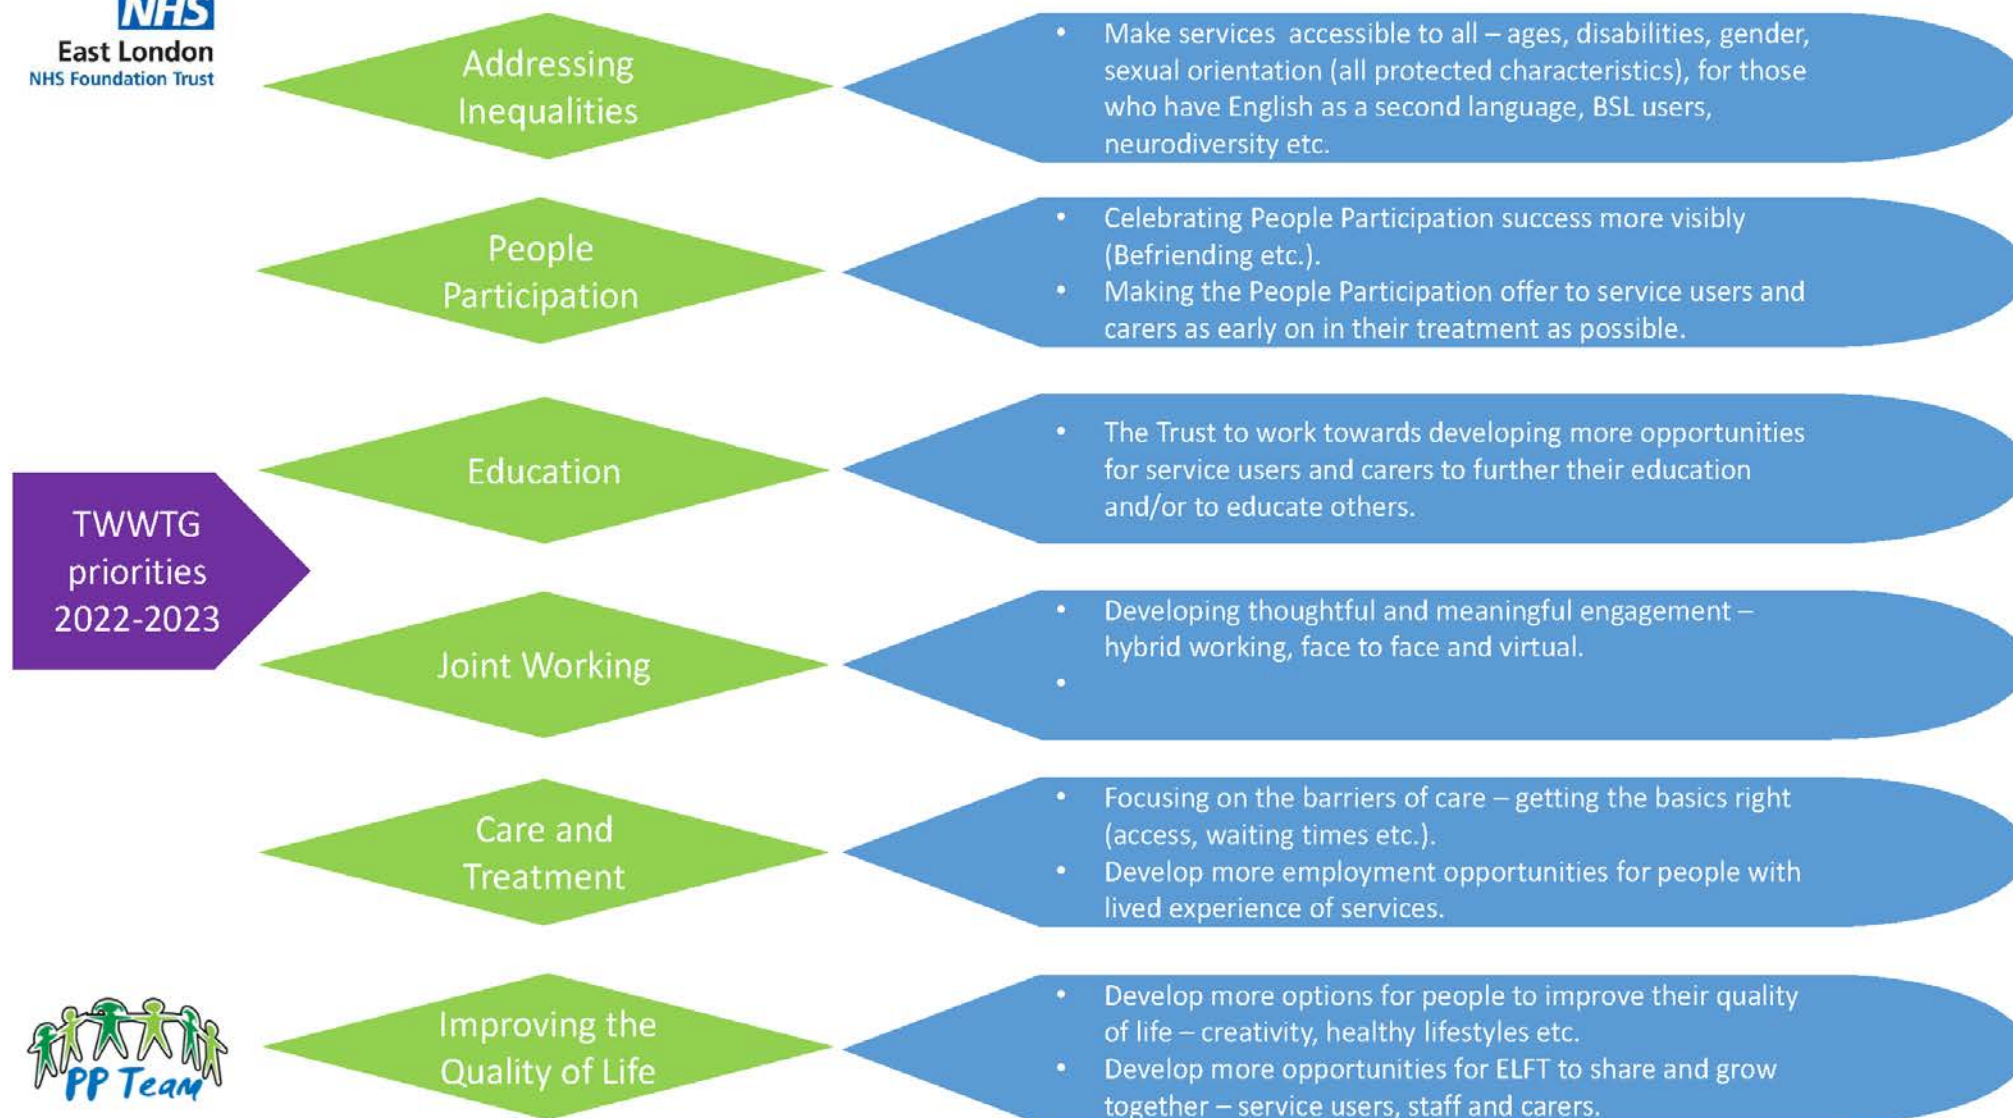 NHS
East London
NHS Foundation Trust
Addressing
Inequalities
• Make services accessible to all – ages, disabilities, gender,
sexual orientation (all protected characteristics), for those
who have English as a second language, BSL users,
neurodiversity etc.
People
Participation
• Celebrating People Participation success more visibly
(Befriending etc.).
• Making the People Participation offer to service users and
carers as early on in their treatment as possible.
TWWTG
priorities
2022-2023
Education
• The Trust to work towards developing more opportunities
for service users and carers to further their education
and/or to educate others.
Joint Working
• Developing thoughtful and meaningful engagement –
hybrid working, face to face and virtual.
•
Care and
Treatment
• Focusing on the barriers of care – getting the basics right
(access, waiting times etc.).
• Develop more employment opportunities for people with
lived experience of services.
Improving the
Quality of Life
• Develop more options for people to improve their quality
of life – creativity, healthy lifestyles etc.
• Develop more opportunities for ELFT to share and grow
together – service users, staff and carers.
PP Team